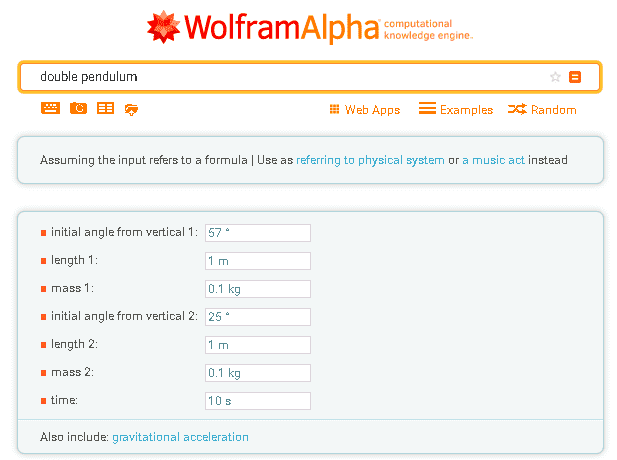 WolframAlpha computational
knowledge engine.
double pendulum
Web Apps Examples Random
Assuming the input refers to a formula | Use as referring to physical system or a music act instead
initial angle from vertical 1: 57 °
length 1: 1 m
mass 1: 0.1 kg
initial angle from vertical 2: 25 °
length 2: 1 m
mass 2: 0.1 kg
time: 10 s
Also include: gravitational acceleration